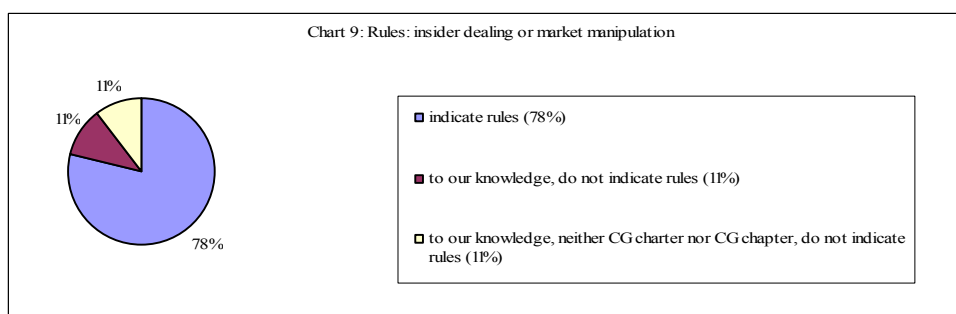 Chart 9: Rules: insider dealing or market manipulation
11%
11%
78%
indicate rules (78%)
to our knowledge, do not indicate rules (11%)
to our knowledge, neither CG charter nor CG chapter, do not indicate
rules (11%)